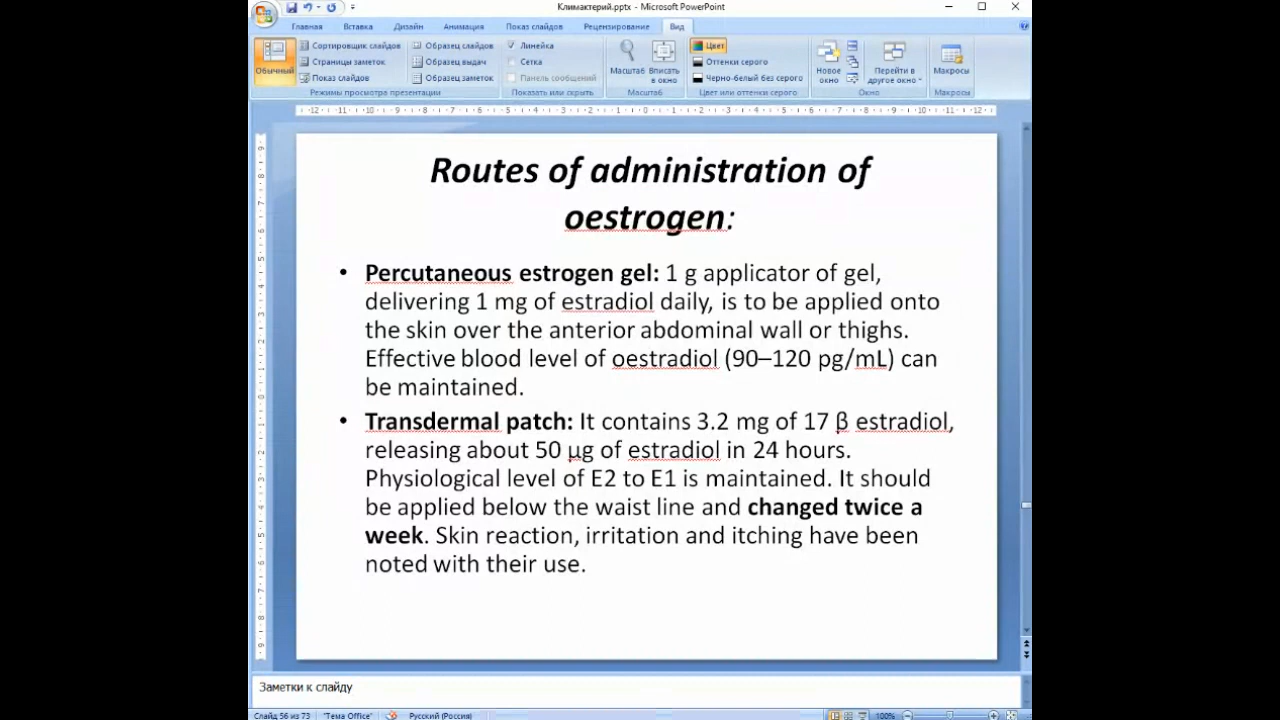 Климактерий.pptx - Microsoft PowerPoint
Главная Вставка Дизайн Анимация Показ слайдов Рецензирование Вид
Обычный
Сортировщик слайдов
Страницы заметок
Показ слайдов
Образец слайдов
Образец выдач
Образец заметок
Режимы просмотра презентации
Линейка
Сетка
Панель сообщений
Показать или скрыть
Масштаб
Вписать в окно
Масштаб
Цвет
Оттенки серого
Черно-белый без серого
Цвет или оттенки серого
Новое окно
Перейти в другое окно
Окно
Макросы
Макросы
Routes of administration of
oestrogen:
• Percutaneous estrogen gel: 1 g applicator of gel,
delivering 1 mg of estradiol daily, is to be applied onto
the skin over the anterior abdominal wall or thighs.
Effective blood level of oestradiol (90–120 pg/mL) can
be maintained.
• Transdermal patch: It contains 3.2 mg of 17 β estradiol,
releasing about 50 μg of estradiol in 24 hours.
Physiological level of E2 to E1 is maintained. It should
be applied below the waist line and changed twice a
week. Skin reaction, irritation and itching have been
noted with their use.
Заметки к слайду
Слайд 56 из 73 "Тема Office" Русский (Россия) 100%